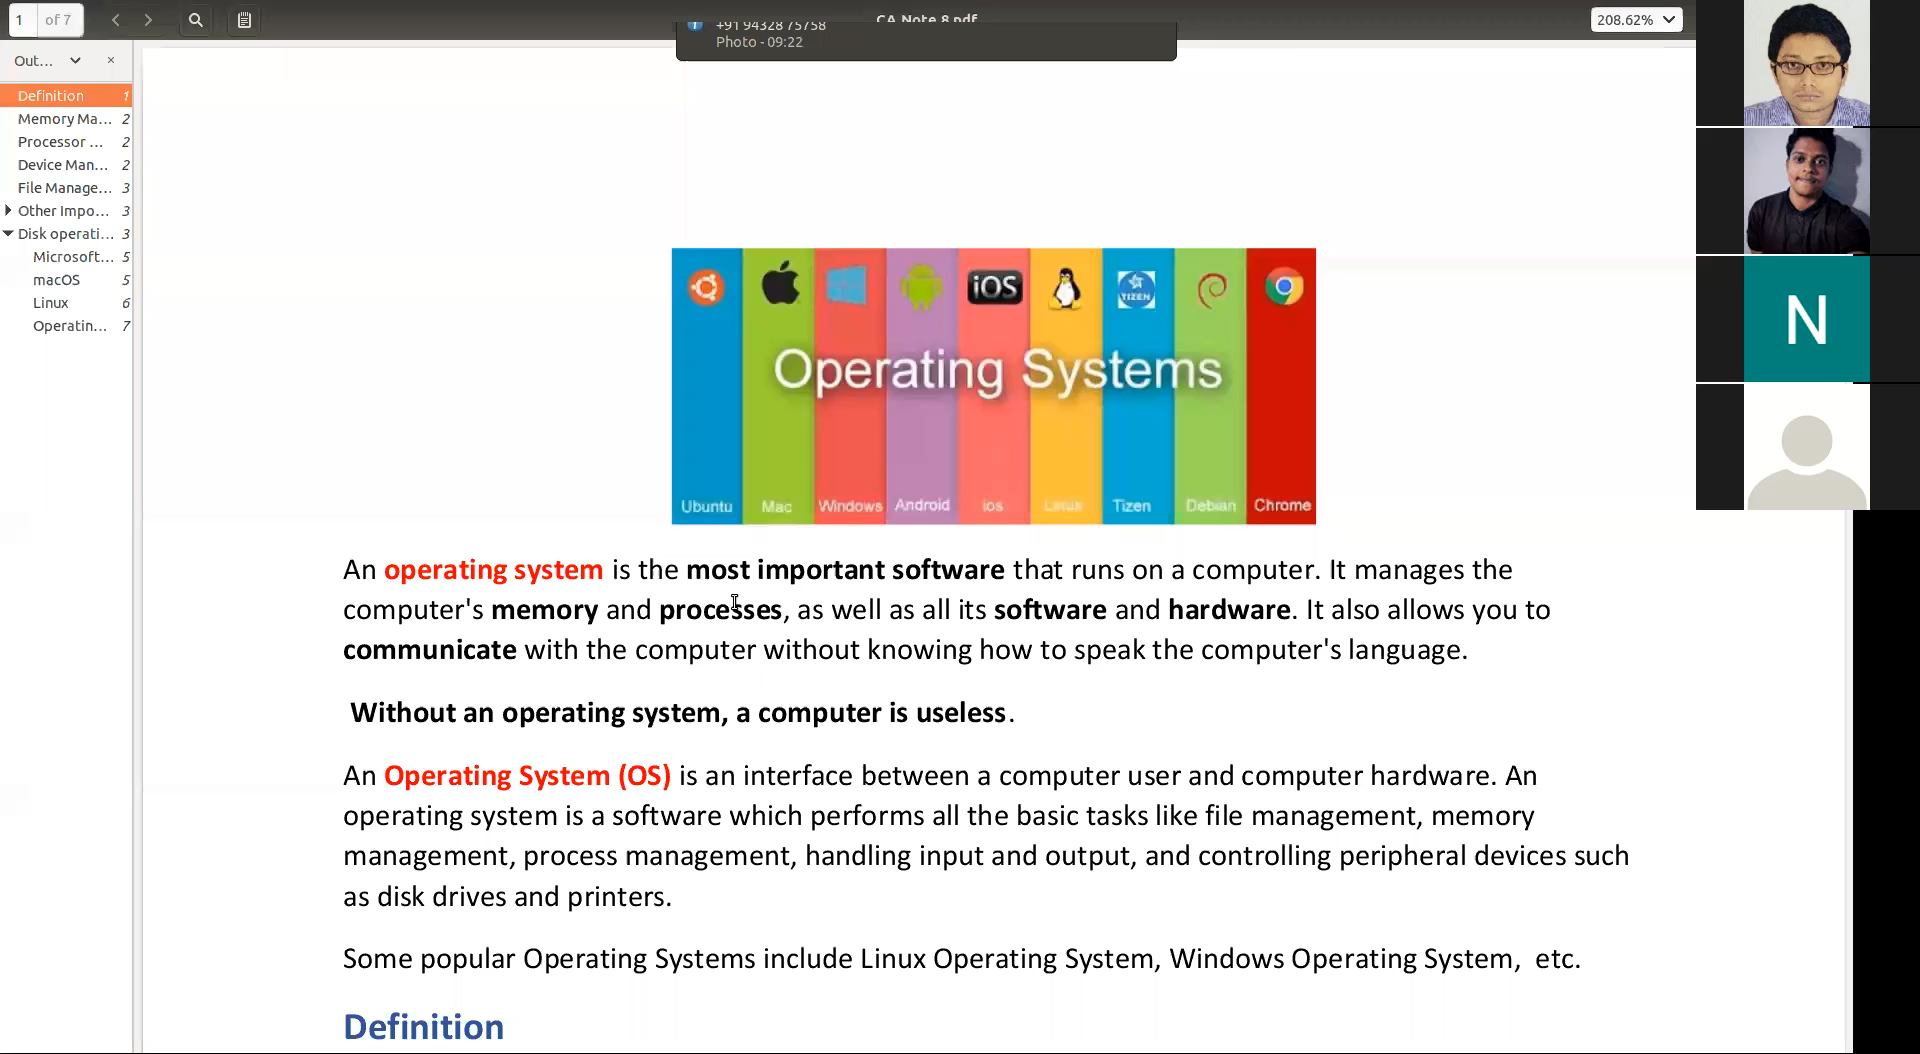 1 of 7
CA Note 8.pdf
208.62%
+91 94328 75758
Photo - 09:22
Out...
Definition 1
Memory Ma... 2
Processor ... 2
Device Man... 2
File Manage... 3
Other Impo... 3
Disk operati... 3
Microsoft... 5
macOS 5
Linux 6
Operatin... 7
iOS
TIZEN
Operating Systems
Ubuntu Mac Windows Android ios Tizen Debian Chrome
N
An operating system is the most important software that runs on a computer. It manages the
computer's memory and processes, as well as all its software and hardware. It also allows you to
communicate with the computer without knowing how to speak the computer's language.
Without an operating system, a computer is useless.
An Operating System (OS) is an interface between a computer user and computer hardware. An
operating system is a software which performs all the basic tasks like file management, memory
management, process management, handling input and output, and controlling peripheral devices such
as disk drives and printers.
Some popular Operating Systems include Linux Operating System, Windows Operating System, etc.
Definition